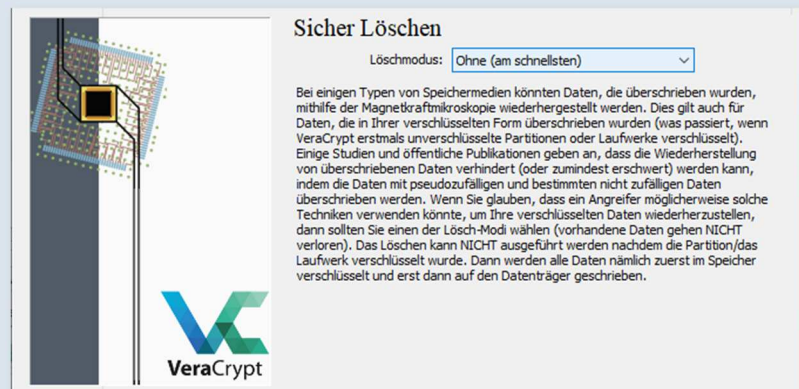 Sicher Löschen
Löschmodus: Ohne (am schnellsten)
Bei einigen Typen von Speichermedien könnten Daten, die überschrieben wurden,
mithilfe der Magnetkraftmikroskopie wiederhergestellt werden. Dies gilt auch für
Daten, die in Ihrer verschlüsselten Form überschrieben wurden (was passiert, wenn
VeraCrypt erstmals unverschlüsselte Partitionen oder Laufwerke verschlüsselt).
Einige Studien und öffentliche Publikationen geben an, dass die Wiederherstellung
von überschriebenen Daten verhindert (oder zumindest erschwert) werden kann,
indem die Daten mit pseudozufälligen und bestimmten nicht zufälligen Daten
überschrieben werden. Wenn Sie glauben, dass ein Angreifer möglicherweise solche
Techniken verwenden könnte, um Ihre verschlüsselten Daten wiederherzustellen,
dann sollten Sie einen der Lösch-Modi wählen (vorhandene Daten gehen NICHT
verloren). Das Löschen kann NICHT ausgeführt werden nachdem die Partition/das
Laufwerk verschlüsselt wurde. Dann werden alle Daten nämlich zuerst im Speicher
verschlüsselt und erst dann auf den Datenträger geschrieben.
VeraCrypt